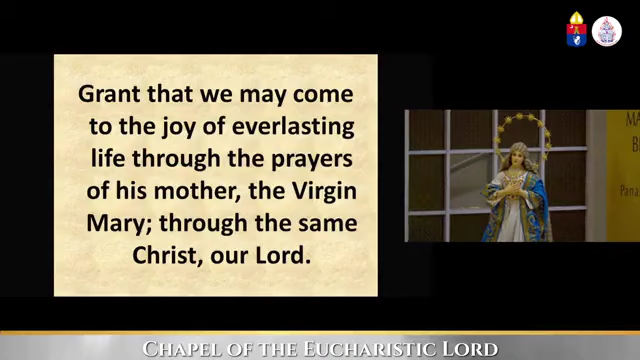 Grant that we may come
to the joy of everlasting
life through the prayers
of his mother, the Virgin
Mary; through the same
Christ, our Lord.
Pana
CHAPEL OF THE EUCHARISTIC LORD